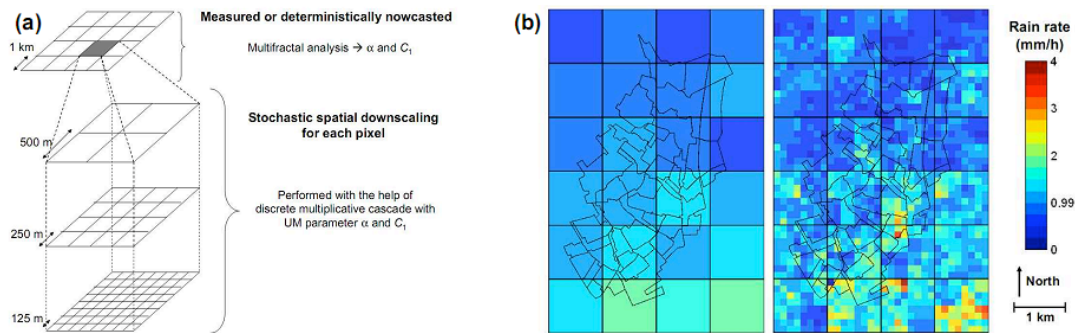 (a)
Measured or deterministically nowcasted
1 km
Multifractal analysis → α and C₁
Stochastic spatial downscaling
for each pixel
500 m
Performed with the help of
discrete multiplicative cascade with
UM parameter α and C₁
250 m
125 m
(b)
Rain rate
(mm/h)
4
3
2
0.99
0
North
1 km